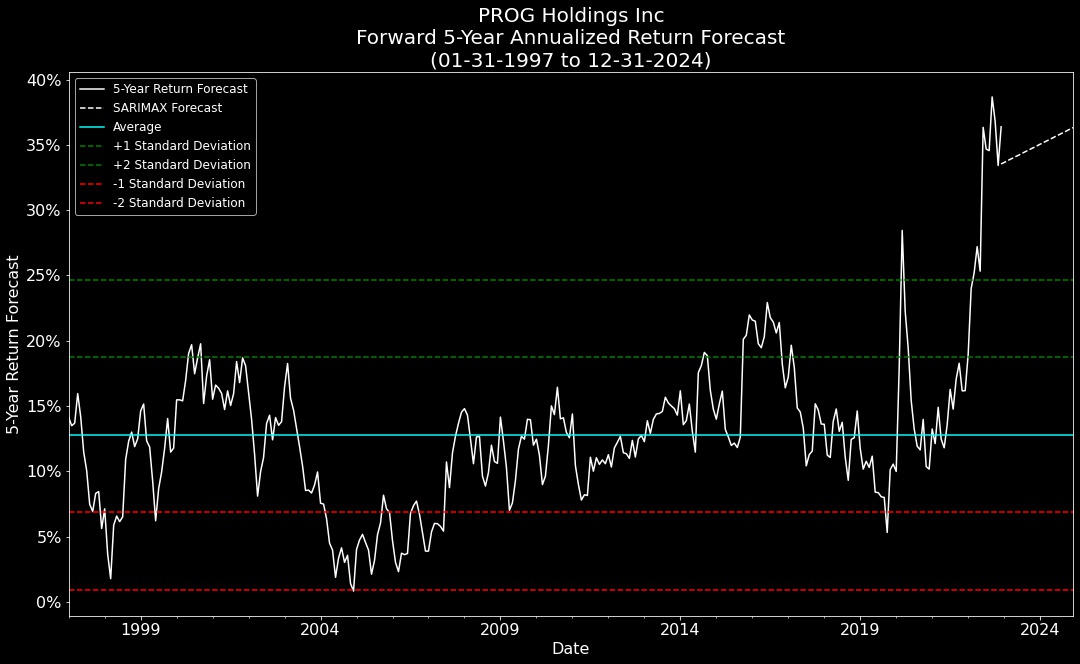 PROG Holdings Inc
Forward 5-Year Annualized Return Forecast
(01-31-1997 to 12-31-2024)
40%
35%
30%
25%
20%
15%
10%
5%
0%
5-Year Return Forecast
5-Year Return Forecast
SARIMAX Forecast
Average
+1 Standard Deviation
+2 Standard Deviation
-1 Standard Deviation
-2 Standard Deviation
1999
2004
2009
2014
2019
2024
Date